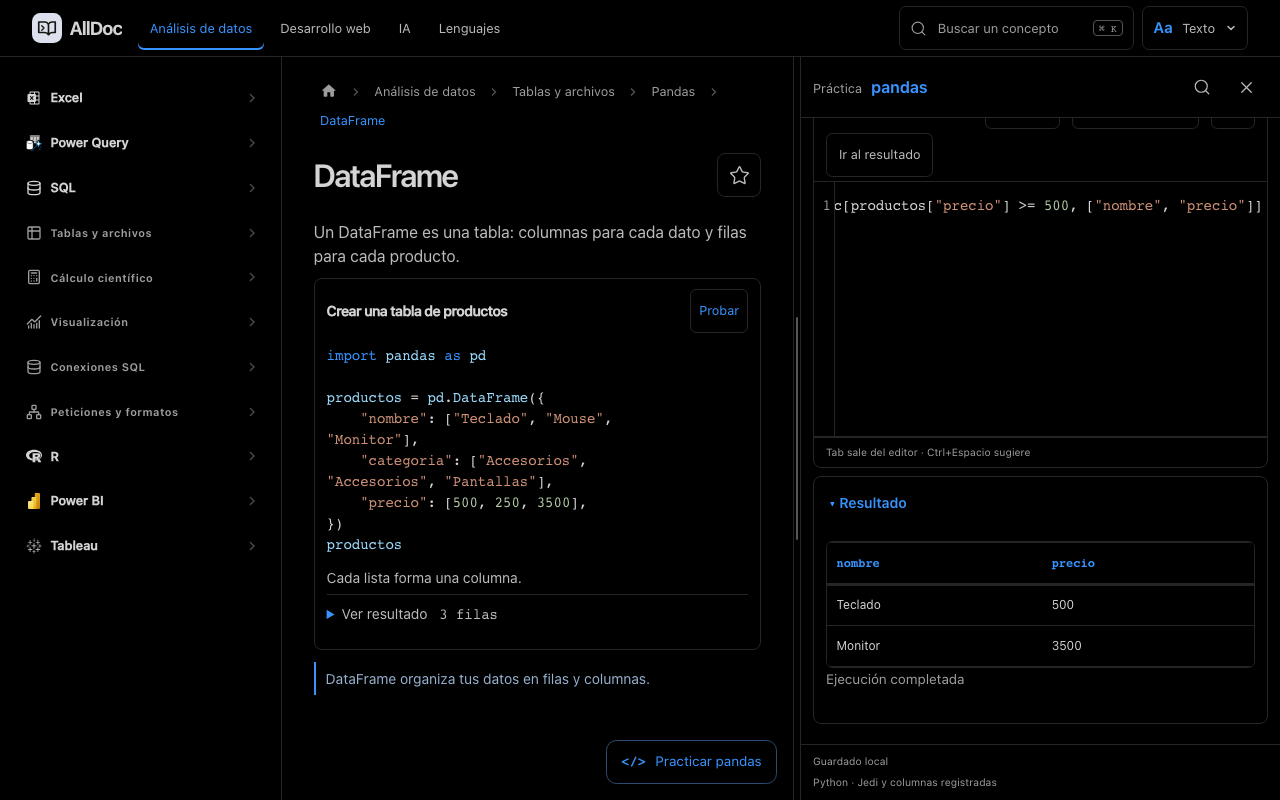 AllDoc
Análisis de datos
Desarrollo web
IA
Lenguajes
Buscar un concepto
⌘ K
Aa Texto
Excel
Power Query
SQL
Tablas y archivos
Cálculo científico
Visualización
Conexiones SQL
Peticiones y formatos
R
Power BI
Tableau
Análisis de datos
Tablas y archivos
Pandas
DataFrame
DataFrame
Un DataFrame es una tabla: columnas para cada dato y filas
para cada producto.
Crear una tabla de productos
Probar
import pandas as pd
productos = pd.DataFrame({
"nombre": ["Teclado", "Mouse",
"Monitor"],
"categoria": ["Accesorios",
"Accesorios", "Pantallas"],
"precio": [500, 250, 3500],
})
productos
Cada lista forma una columna.
Ver resultado 3 filas
DataFrame organiza tus datos en filas y columnas.
</> Practicar pandas
Práctica pandas
Ir al resultado
1 c[productos["precio"] >= 500, ["nombre", "precio"]]
Tab sale del editor · Ctrl+Espacio sugiere
Resultado
nombre precio
Teclado 500
Monitor 3500
Ejecución completada
Guardado local
Python · Jedi y columnas registradas